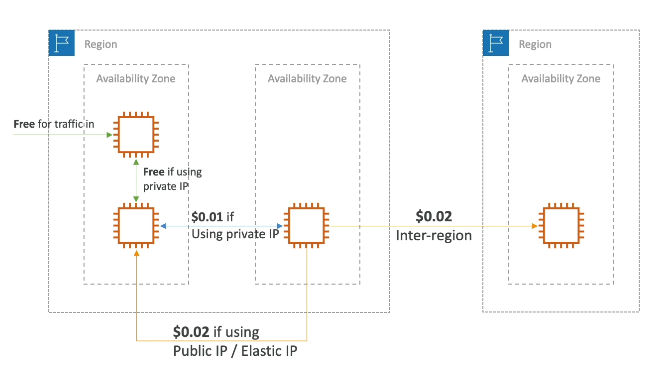 Region
Region
Availability Zone
Availability Zone
Availability Zone
Free for traffic in
Free if using
private IP
$0.01 if
Using private IP
$0.02
Inter-region
$0.02 if using
Public IP / Elastic IP